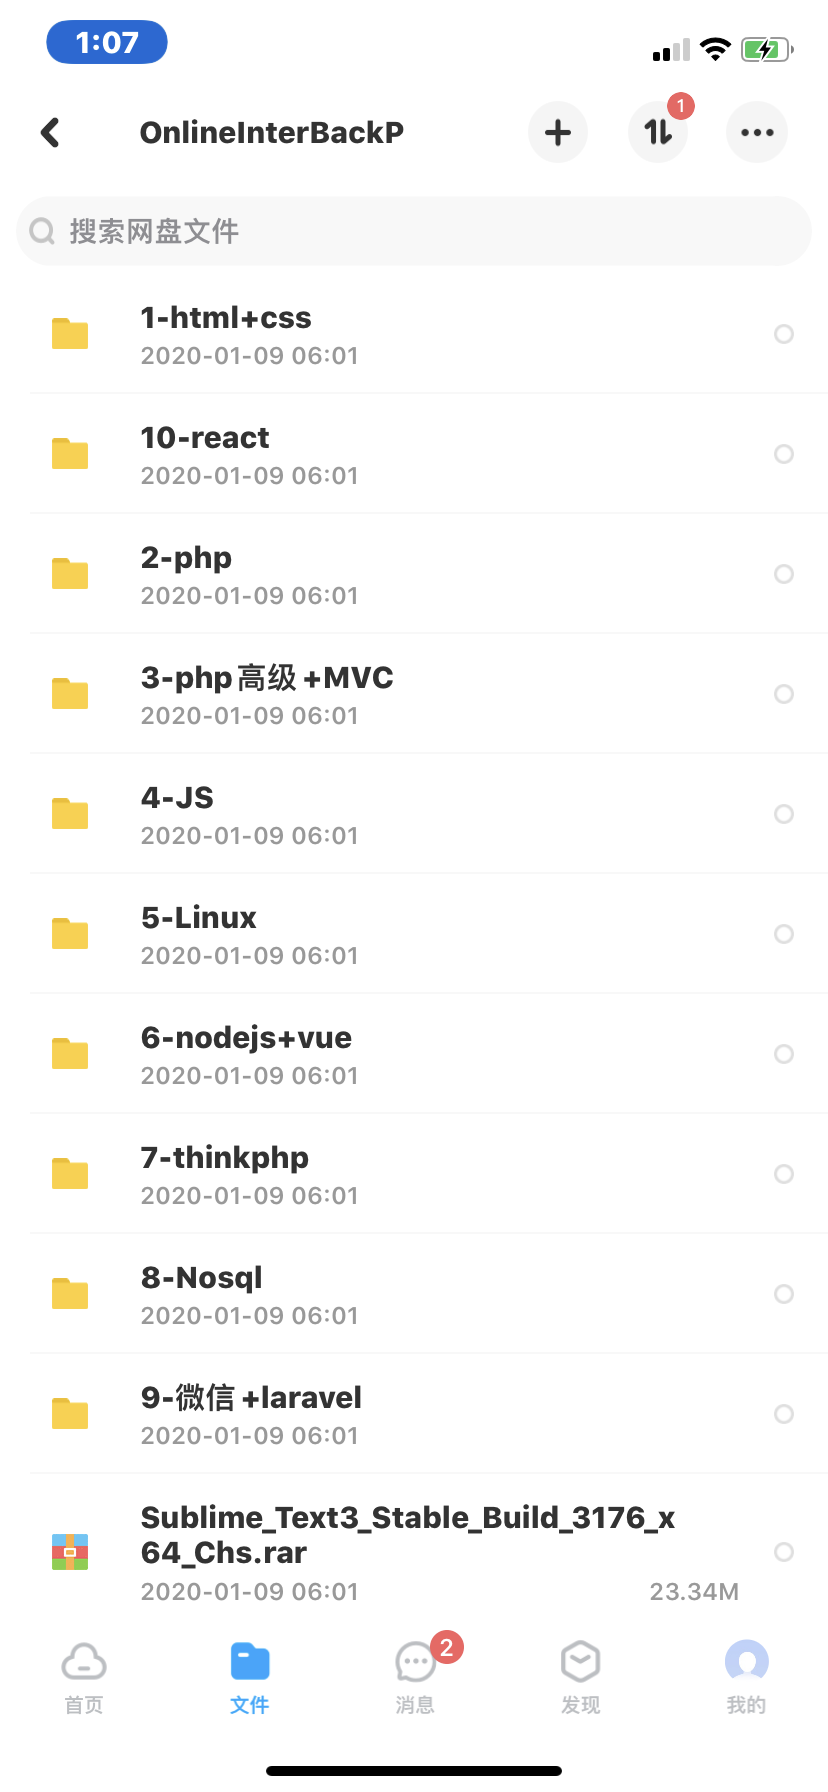 1:07
OnlineInterBackP
1
搜索网盘文件
1-html+css
2020-01-09 06:01
10-react
2020-01-09 06:01
2-php
2020-01-09 06:01
3-php高级+MVC
2020-01-09 06:01
4-JS
2020-01-09 06:01
5-Linux
2020-01-09 06:01
6-nodejs+vue
2020-01-09 06:01
7-thinkphp
2020-01-09 06:01
8-Nosql
2020-01-09 06:01
9-微信+laravel
2020-01-09 06:01
Sublime_Text3_Stable_Build_3176_x
64_Chs.rar
2020-01-09 06:01 23.34M
2
首页 文件 消息 发现 我的